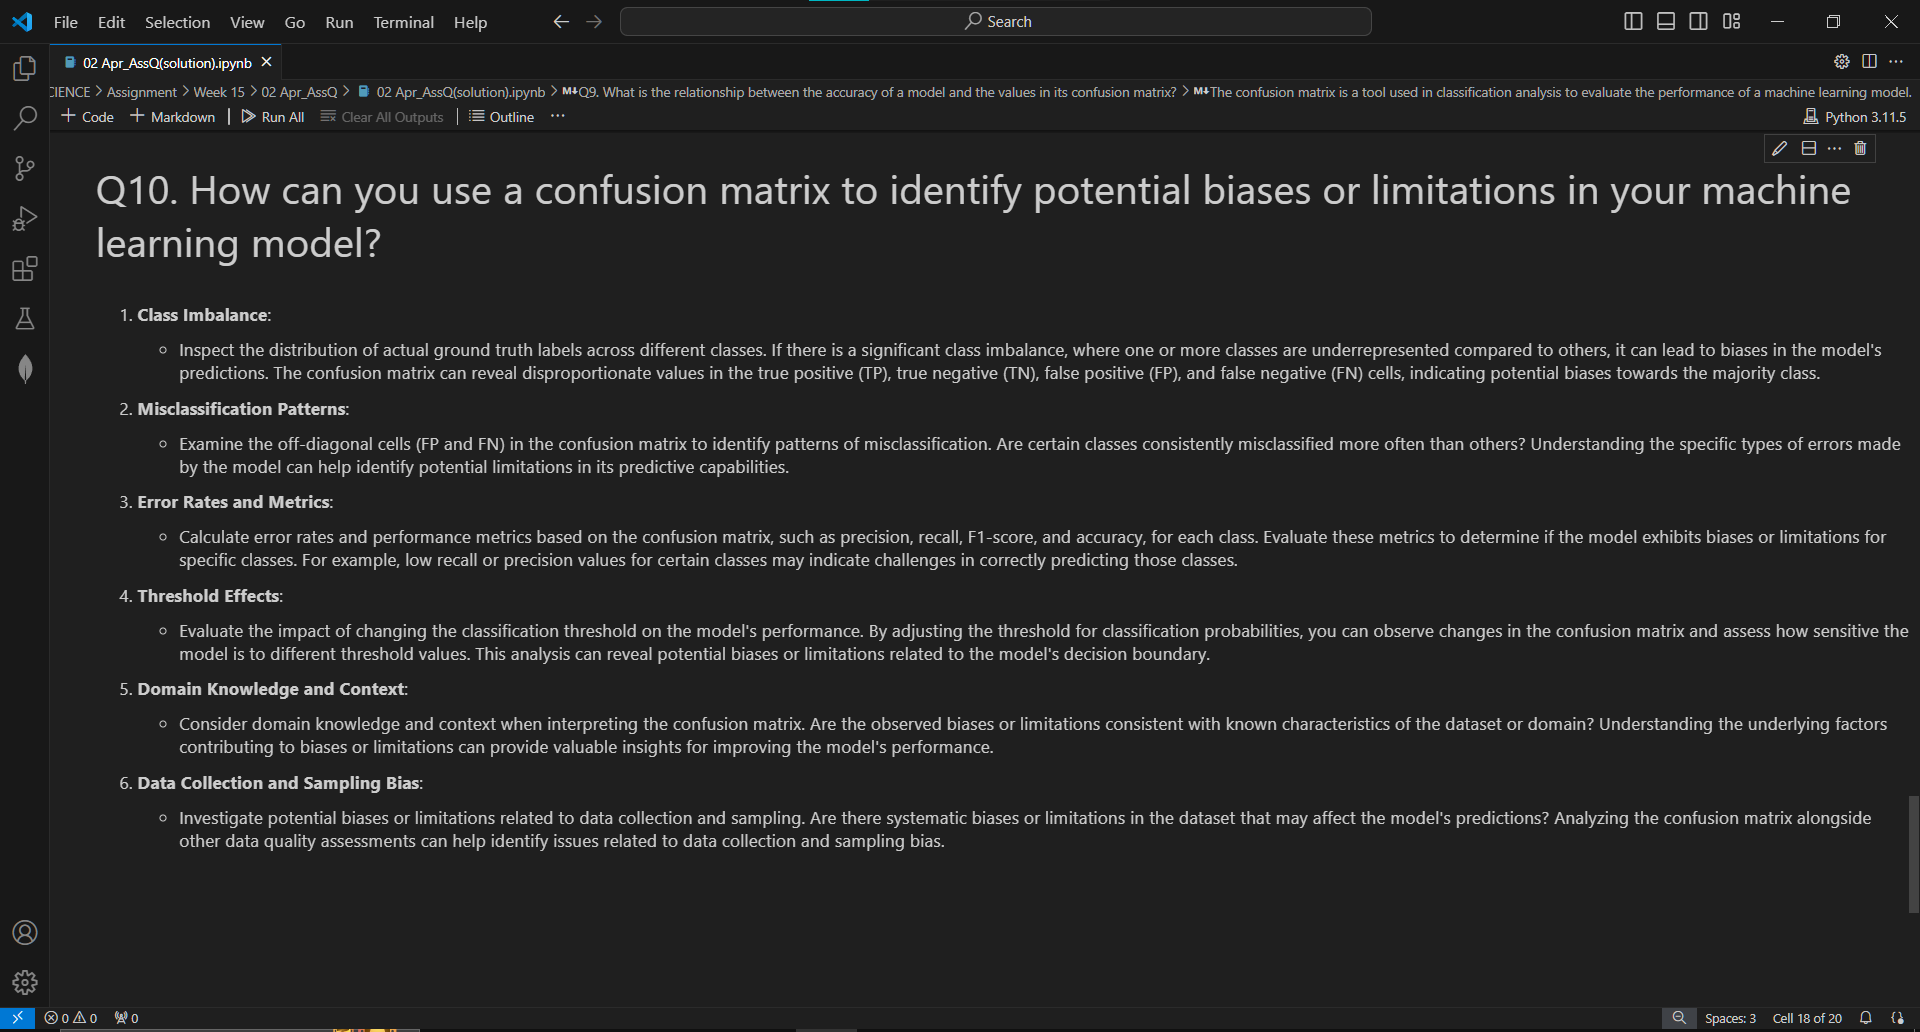 File Edit Selection View Go Run Terminal Help Search
02 Apr_AssQ(solution).ipynb
CIENCE > Assignment > Week 15 > 02 Apr_AssQ > 02 Apr_AssQ(solution).ipynb > M↓Q9. What is the relationship between the accuracy of a model and the values in its confusion matrix? > M↓The confusion matrix is a tool used in classification analysis to evaluate the performance of a machine learning model.
+ Code + Markdown | Run All Clear All Outputs | Outline ··· Python 3.11.5
Q10. How can you use a confusion matrix to identify potential biases or limitations in your machine
learning model?
1. Class Imbalance:
Inspect the distribution of actual ground truth labels across different classes. If there is a significant class imbalance, where one or more classes are underrepresented compared to others, it can lead to biases in the model's
predictions. The confusion matrix can reveal disproportionate values in the true positive (TP), true negative (TN), false positive (FP), and false negative (FN) cells, indicating potential biases towards the majority class.
2. Misclassification Patterns:
Examine the off-diagonal cells (FP and FN) in the confusion matrix to identify patterns of misclassification. Are certain classes consistently misclassified more often than others? Understanding the specific types of errors made
by the model can help identify potential limitations in its predictive capabilities.
3. Error Rates and Metrics:
Calculate error rates and performance metrics based on the confusion matrix, such as precision, recall, F1-score, and accuracy, for each class. Evaluate these metrics to determine if the model exhibits biases or limitations for
specific classes. For example, low recall or precision values for certain classes may indicate challenges in correctly predicting those classes.
4. Threshold Effects:
Evaluate the impact of changing the classification threshold on the model's performance. By adjusting the threshold for classification probabilities, you can observe changes in the confusion matrix and assess how sensitive the
model is to different threshold values. This analysis can reveal potential biases or limitations related to the model's decision boundary.
5. Domain Knowledge and Context:
Consider domain knowledge and context when interpreting the confusion matrix. Are the observed biases or limitations consistent with known characteristics of the dataset or domain? Understanding the underlying factors
contributing to biases or limitations can provide valuable insights for improving the model's performance.
6. Data Collection and Sampling Bias:
Investigate potential biases or limitations related to data collection and sampling. Are there systematic biases or limitations in the dataset that may affect the model's predictions? Analyzing the confusion matrix alongside
other data quality assessments can help identify issues related to data collection and sampling bias.
0 0 0 Spaces: 3 Cell 18 of 20